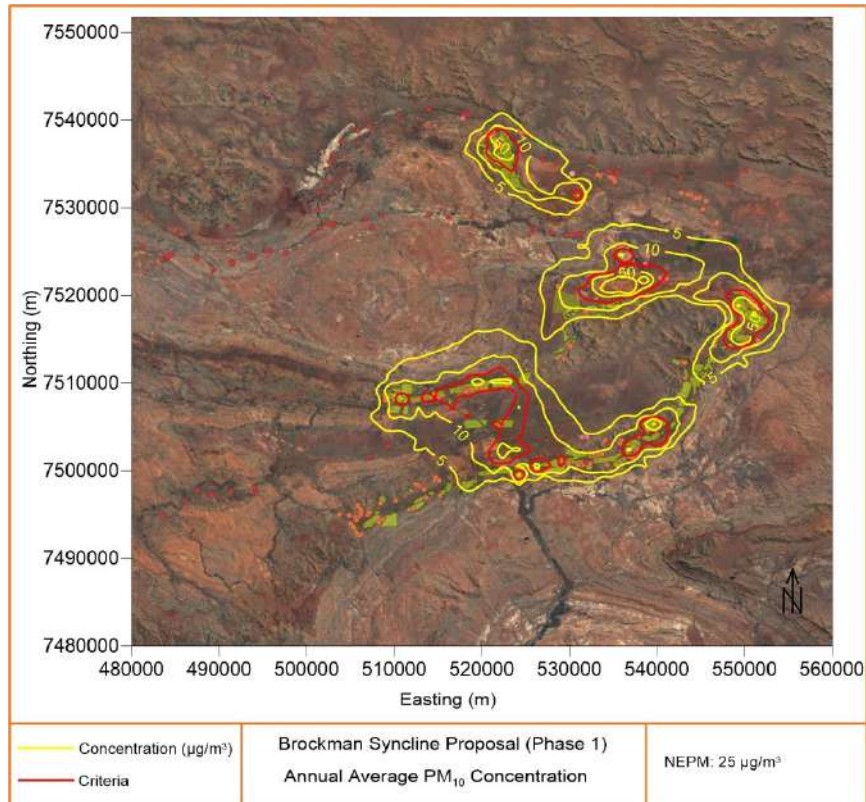 7550000
7540000
7530000
7520000
7510000
7500000
7490000
7480000
Northing (m)
10
50
5
5
10
50
5
5
10
5
N
480000 490000 500000 510000 520000 530000 540000 550000 560000
Easting (m)
Concentration (µg/m³)
Criteria
Brockman Syncline Proposal (Phase 1)
Annual Average PM₁₀ Concentration
NEPM: 25 µg/m³